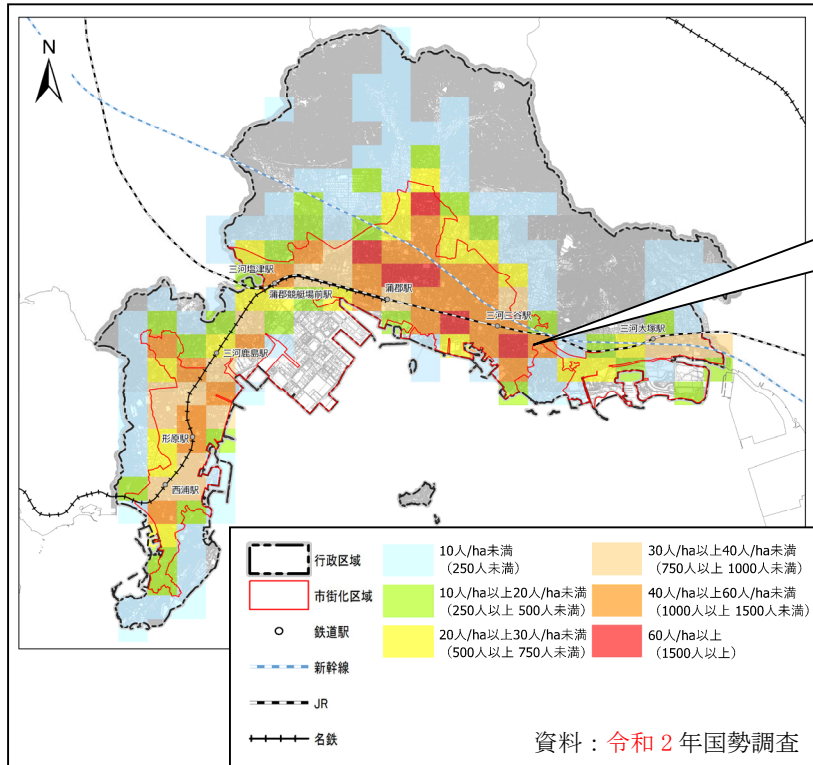 N
三河塩津駅
蒲郡競艇場前駅
蒲郡駅
三河三谷駅
三河大塚駅
三河鹿島駅
形原駅
西浦駅
行政区域
市街化区域
鉄道駅
新幹線
JR
名鉄
10人/ha未満
（250人未満）
10人/ha以上20人/ha未満
（250人以上 500人未満）
20人/ha以上30人/ha未満
（500人以上 750人未満）
30人/ha以上40人/ha未満
（750人以上 1000人未満）
40人/ha以上60人/ha未満
（1000人以上 1500人未満）
60人/ha以上
（1500人以上）
資料：令和２年国勢調査